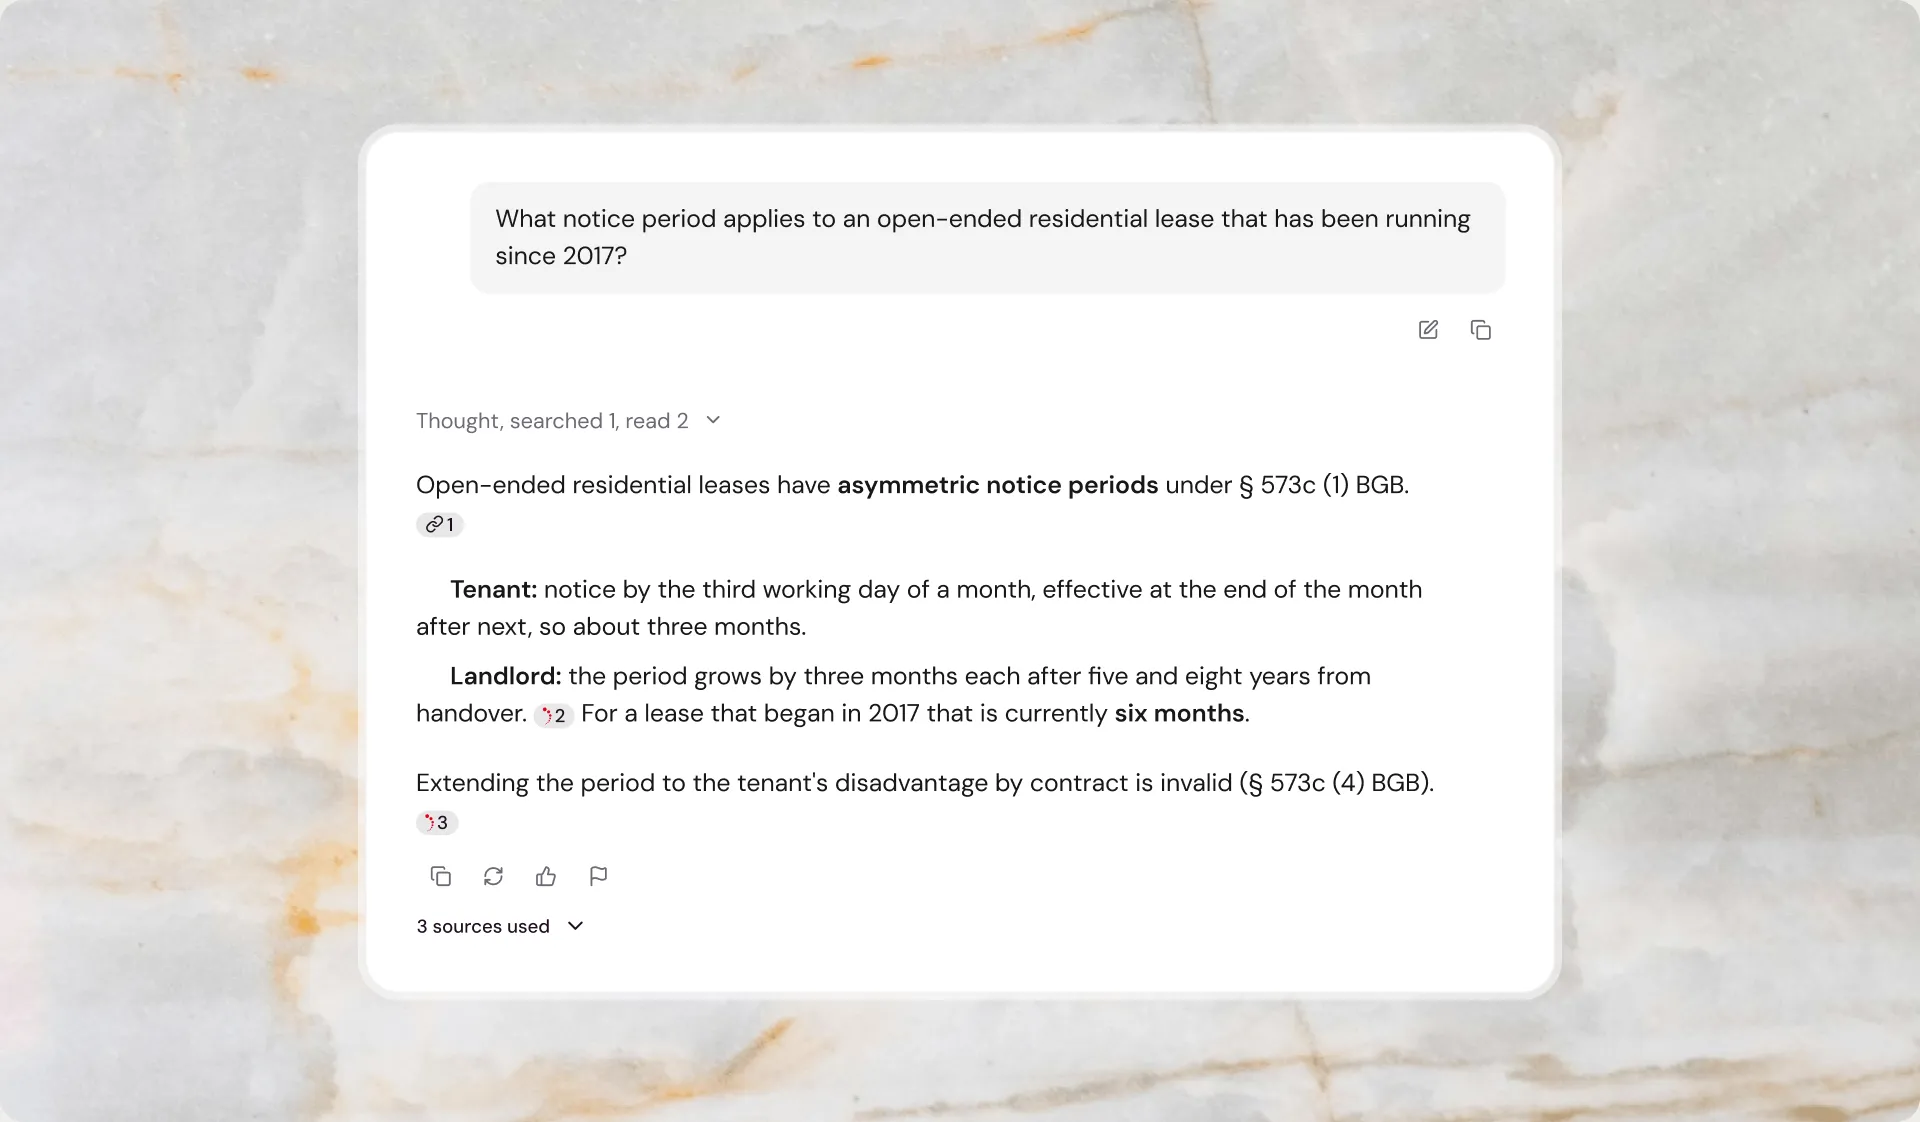 What notice period applies to an open-ended residential lease that has been running
since 2017?
Thought, searched 1, read 2
Open-ended residential leases have asymmetric notice periods under § 573c (1) BGB.
1
Tenant: notice by the third working day of a month, effective at the end of the month
after next, so about three months.
Landlord: the period grows by three months each after five and eight years from
handover. 2 For a lease that began in 2017 that is currently six months.
Extending the period to the tenant's disadvantage by contract is invalid (§ 573c (4) BGB).
3
3 sources used